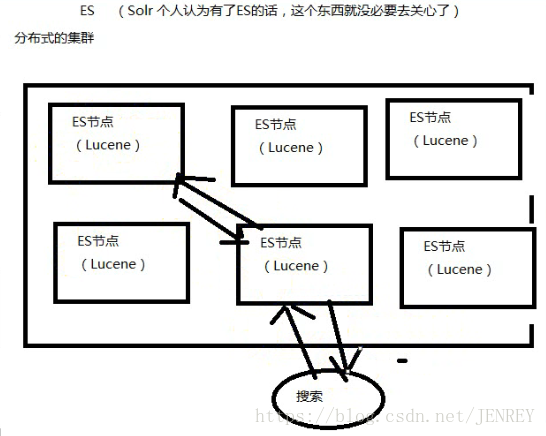 ES （ Solr 个人认为有了ES的话，这个东西就没必要去关心了）
分布式的集群
ES节点
（Lucene）
ES节点
（Lucene）
ES节点
（Lucene）
ES节点
（Lucene）
ES节点
（Lucene）
ES节点
（Lucene）
搜索
https://blog.csdn.net/JENREY